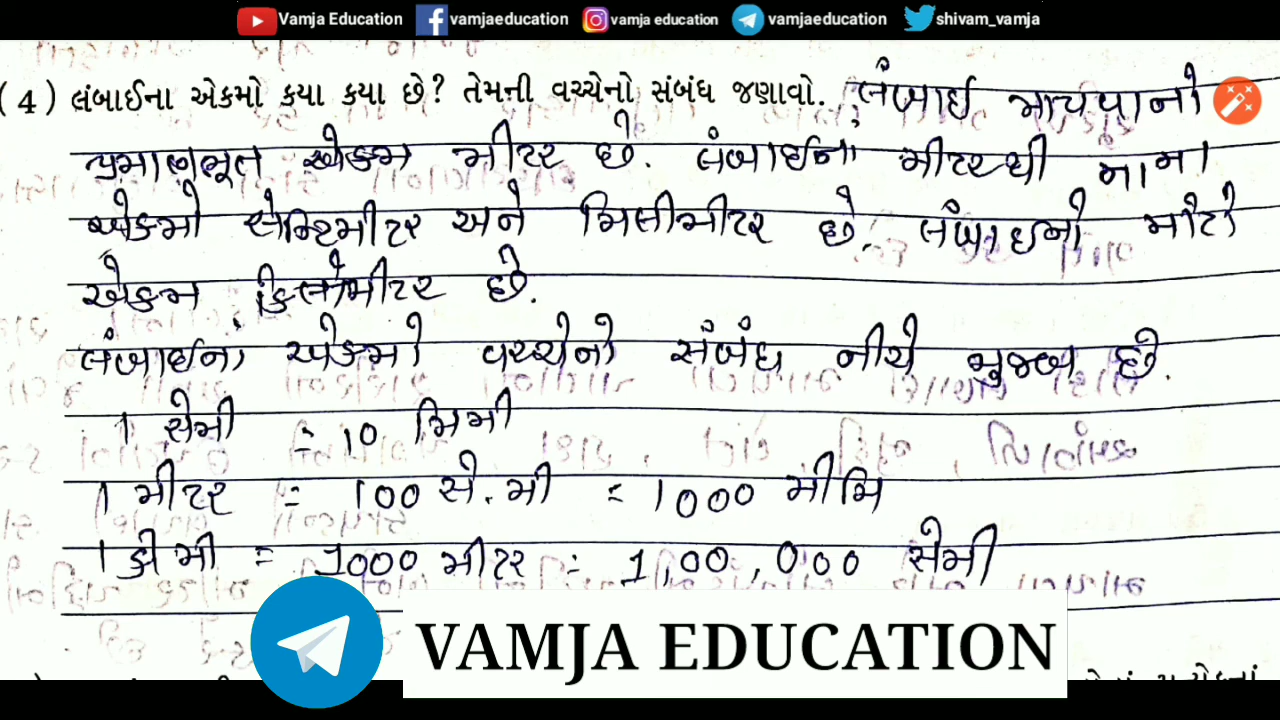 Vamja Education vamjaeducation vamja education vamjaeducation shivam_vamja
(4) લંબાઈના એકમો કયા કયા છે? તેમની વચ્ચેનો સંબંધ જણાવો. લંબાઈ માપવાનો
પ્રમાણભૂત એકમ મીટર છે. લંબાઈના મીટરથી નાના
એકમો સેન્ટિમીટર અને મિલીમીટર છે. લંબાઈનો મોટો
એકમ કિલોમીટર છે.
લંબાઈના એકમો વચ્ચેનો સંબંધ નીચે મુજબ છે.
1 સેમી = 10 મિમી
1 મીટર = 100 સે.મી = 1000 મીમિ
1 કીમી = 1000 મીટર = 1,00,000 સેમી
VAMJA EDUCATION